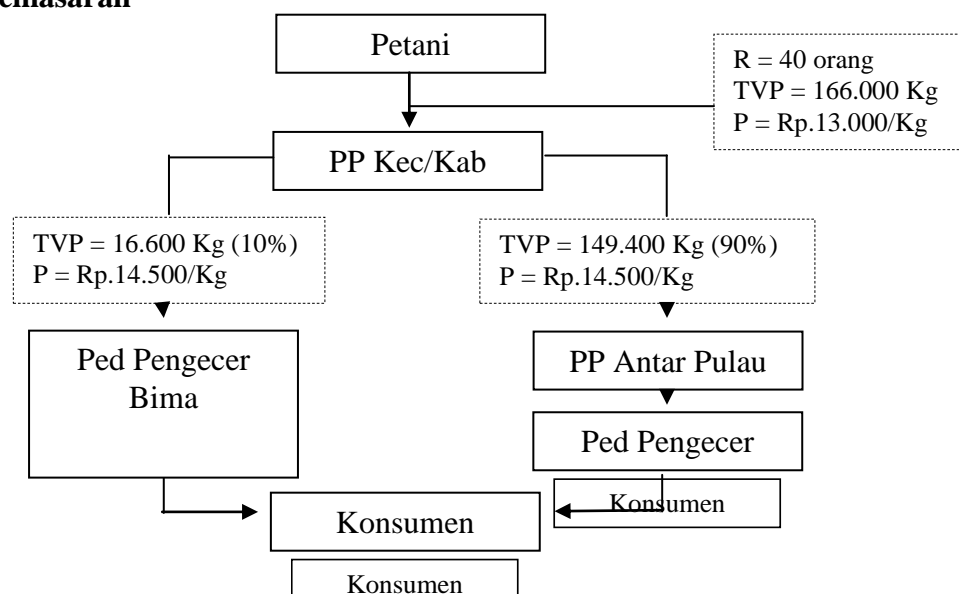 Petani
R = 40 orang
TVP = 166.000 Kg
P = Rp.13.000/Kg
PP Kec/Kab
TVP = 16.600 Kg (10%)
P = Rp.14.500/Kg
TVP = 149.400 Kg (90%)
P = Rp.14.500/Kg
Ped Pengecer
Bima
PP Antar Pulau
Ped Pengecer
Konsumen
Konsumen
Konsumen